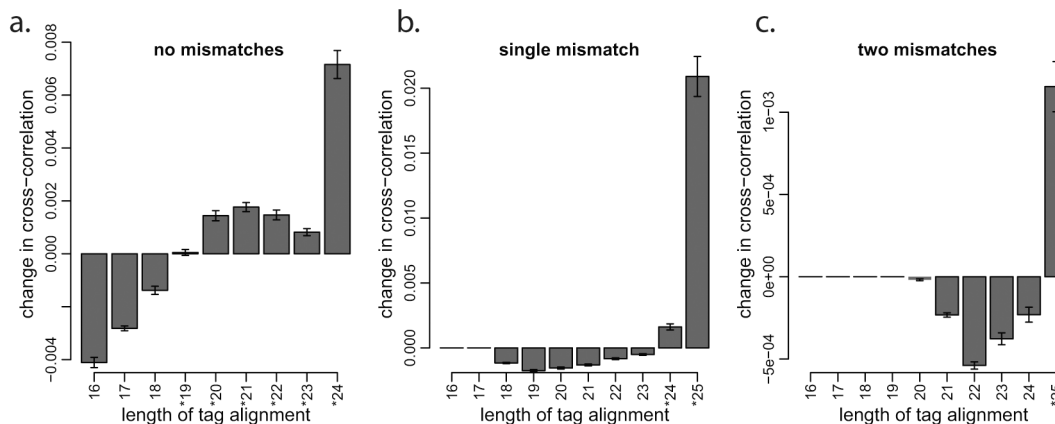 a.
no mismatches
change in cross−correlation
0.008
0.006
0.004
0.002
0.000
−0.004
16
17
18
*19
*20
*21
*22
*23
*24
length of tag alignment
b.
single mismatch
change in cross−correlation
0.020
0.015
0.010
0.005
0.000
16
17
18
19
20
21
22
23
*24
*25
length of tag alignment
c.
two mismatches
change in cross−correlation
1e−03
5e−04
0e+00
−5e−04
16
17
18
19
20
21
22
23
24
*25
length of tag alignment